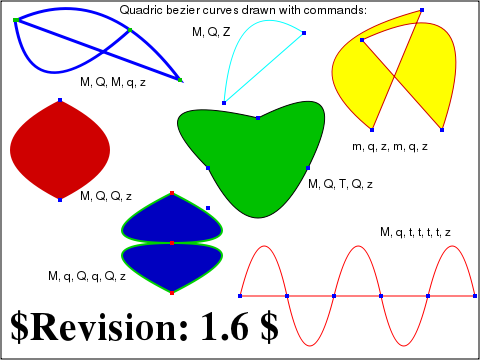 Quadric bezier curves drawn with commands:
M, Q, Z
M, Q, M, q, z
m, q, z, m, q, z
M, Q, Q, z
M, Q, T, Q, z
M, q, t, t, t, t, z
M, q, Q, q, Q, z
$Revision: 1.6 $